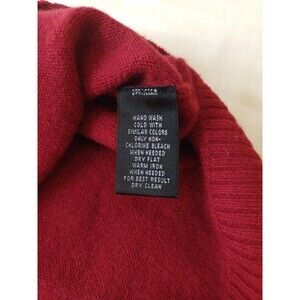 HAND WASH
COLD WITH
SIMILAR COLORS
ONLY NON-
CHLORINE BLEACH
WHEN NEEDED
DRY FLAT
WARM IRON
WHEN NEEDED
FOR BEST RESULT
DRY CLEAN